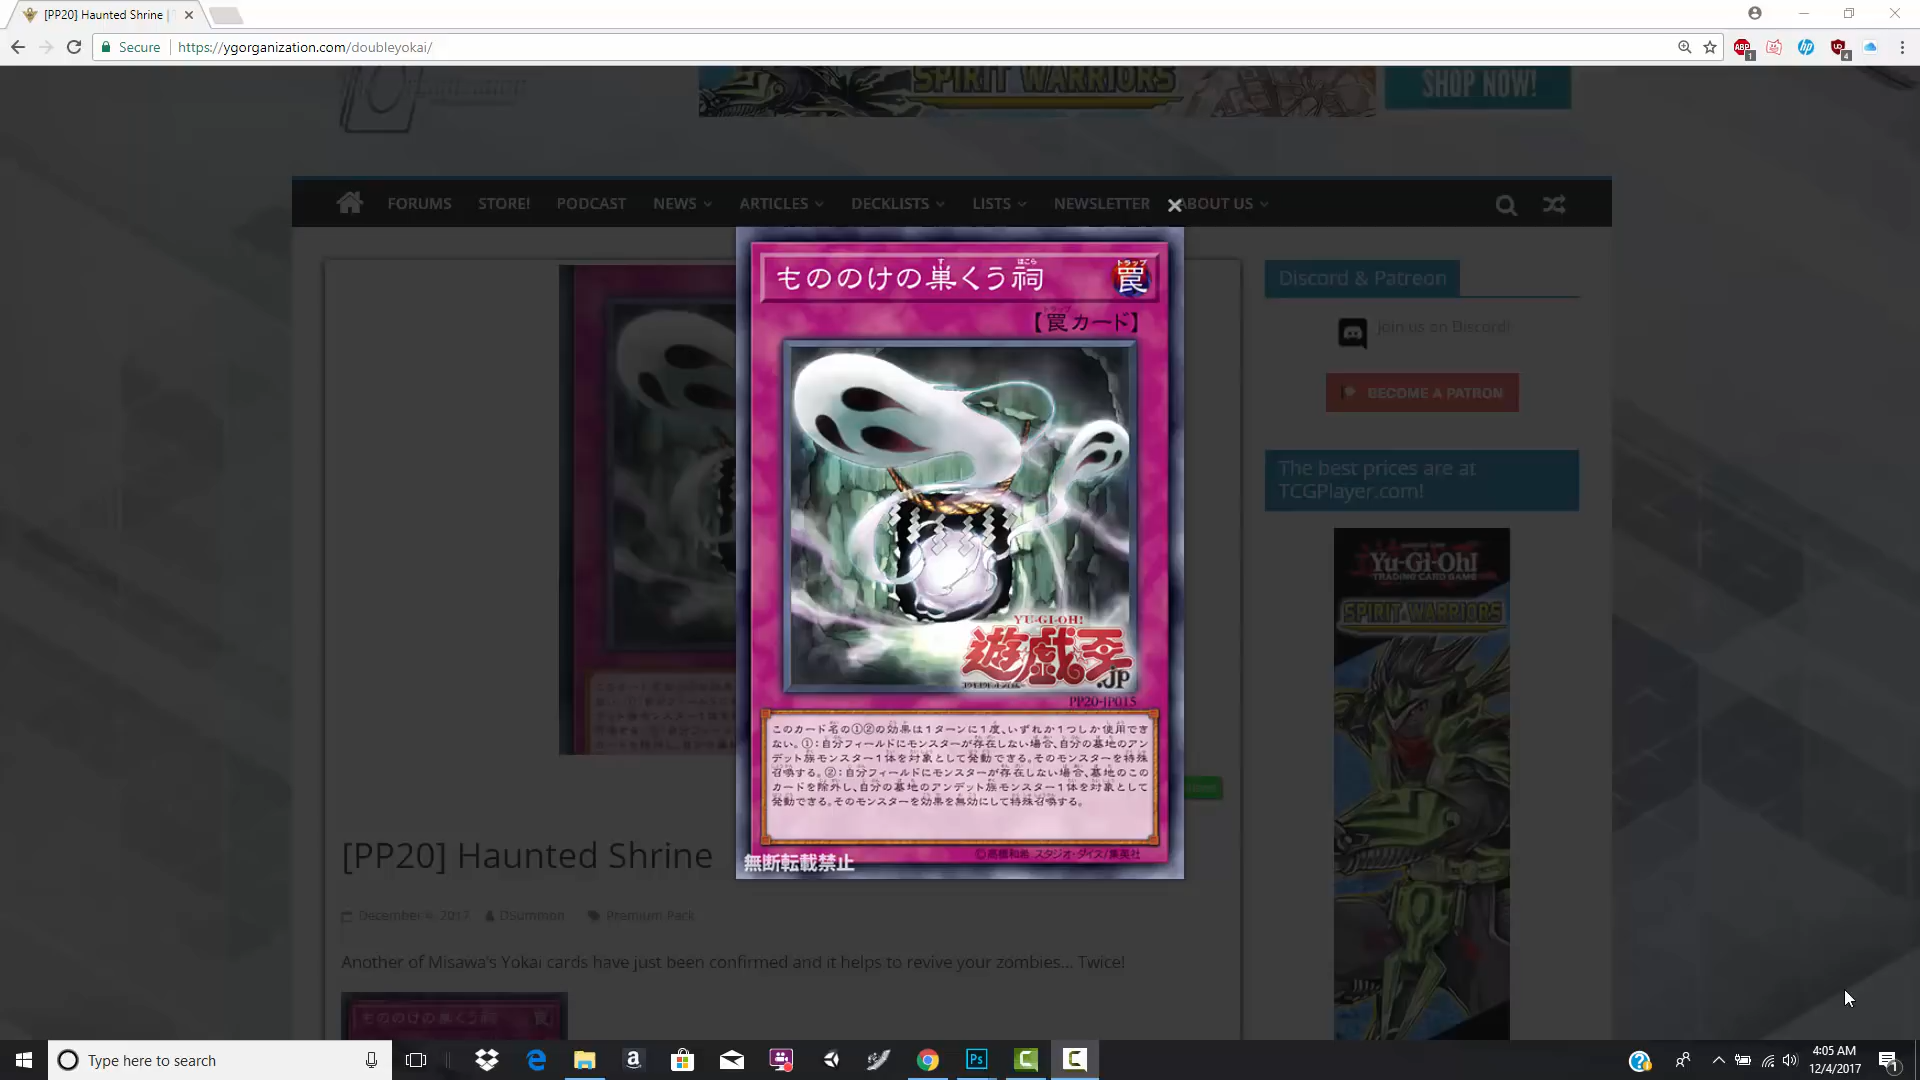 [PP20] Haunted Shrine |
Secure
https://ygorganization.com/doubleyokai/
SPIRIT WARRIORS
SHOP NOW!
FORUMS
STORE!
PODCAST
NEWS
ARTICLES
DECKLISTS
LISTS
NEWSLETTER
ABOUT US
Discord & Patreon
Join us on Discord!
BECOME A PATRON
The best prices are at
TCGPlayer.com!
Yu-Gi-Oh!
TRADING CARD GAME
SPIRIT WARRIORS
もののけの巣くう祠
罠
【罠カード】
YU-GI-OH!
遊戯王
.jp
PP20-JP015
このカード名の①②の効果は1ターンに1度、いずれか1つしか使用でき
ない。①:自分フィールドにモンスターが存在しない場合、自分の墓地のアン
デット族モンスター1体を対象として発動できる。そのモンスターを特殊
召喚する。②:自分フィールドにモンスターが存在しない場合、墓地のこの
カードを除外し、自分の墓地のアンデット族モンスター1体を対象として
発動できる。そのモンスターを効果を無効にして特殊召喚する。
©高橋和希 スタジオ・ダイス/集英社
無断転載禁止
[PP20] Haunted Shrine
2017
DSummon
Premium Pack
Another of Misawa's Yokai cards have just been confirmed and it helps to revive your zombies... Twice!
もののけの巣くう祠
Type here to search
4:05 AM
12/4/2017